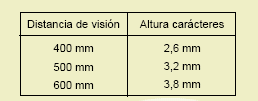 Distancia de visión Altura carácteres
400 mm 2,6 mm
500 mm 3,2 mm
600 mm 3,8 mm